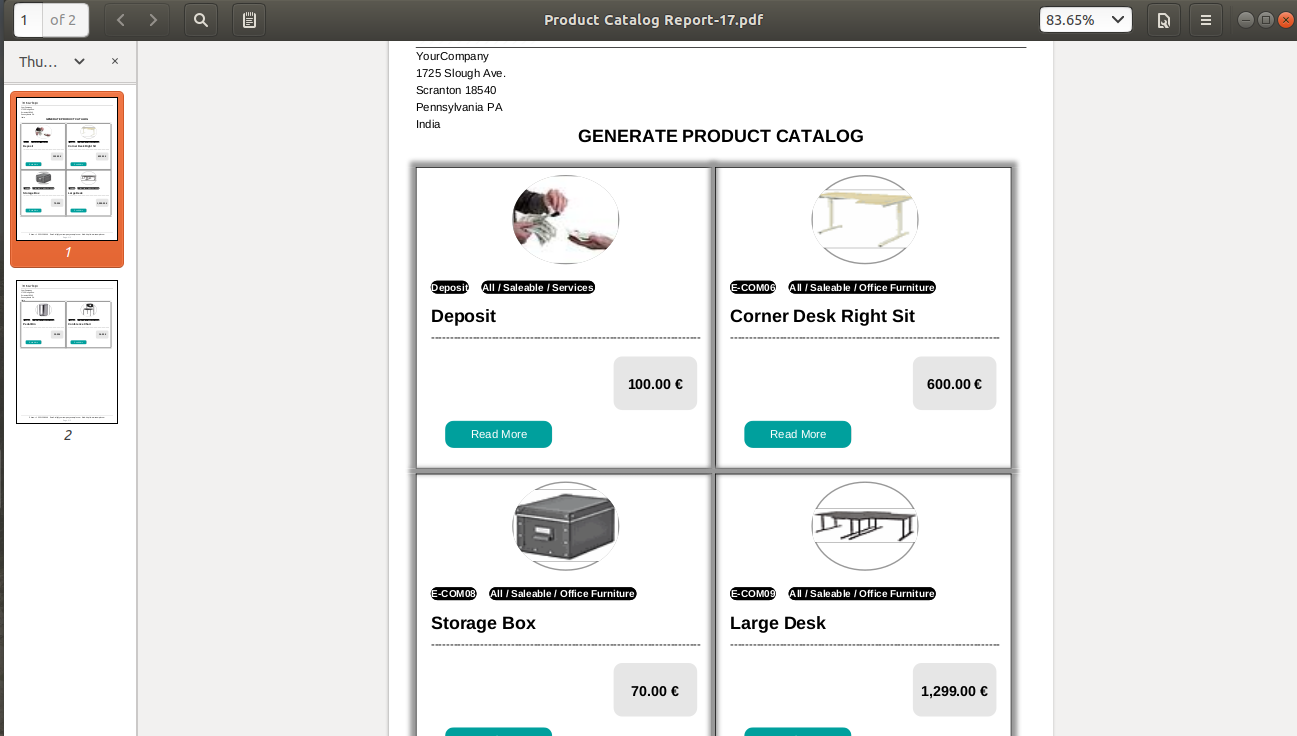 1 of 2
Product Catalog Report-17.pdf
83.65%
Thu...
1
2
YourCompany
1725 Slough Ave.
Scranton 18540
Pennsylvania PA
India
GENERATE PRODUCT CATALOG
Deposit All / Saleable / Services
Deposit
100.00 €
Read More
E-COM06 All / Saleable / Office Furniture
Corner Desk Right Sit
600.00 €
Read More
E-COM08 All / Saleable / Office Furniture
Storage Box
70.00 €
E-COM09 All / Saleable / Office Furniture
Large Desk
1,299.00 €